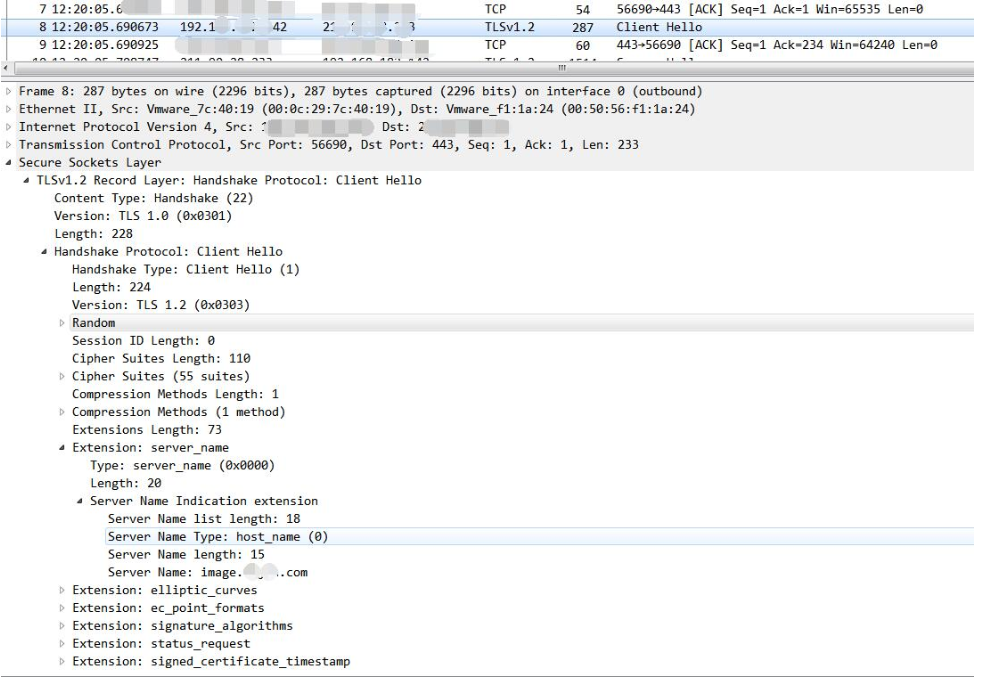 7 12:20:05.6 TCP 54 56690→443 [ACK] Seq=1 Ack=1 Win=65535 Len=0
8 12:20:05.690673 192.1 42 2 3 TLSv1.2 287 Client Hello
9 12:20:05.690925 TCP 60 443→56690 [ACK] Seq=1 Ack=234 Win=64240 Len=0
Frame 8: 287 bytes on wire (2296 bits), 287 bytes captured (2296 bits) on interface 0 (outbound)
Ethernet II, Src: Vmware_7c:40:19 (00:0c:29:7c:40:19), Dst: Vmware_f1:1a:24 (00:50:56:f1:1a:24)
Internet Protocol Version 4, Src: Dst: 2
Transmission Control Protocol, Src Port: 56690, Dst Port: 443, Seq: 1, Ack: 1, Len: 233
Secure Sockets Layer
TLSv1.2 Record Layer: Handshake Protocol: Client Hello
Content Type: Handshake (22)
Version: TLS 1.0 (0x0301)
Length: 228
Handshake Protocol: Client Hello
Handshake Type: Client Hello (1)
Length: 224
Version: TLS 1.2 (0x0303)
Random
Session ID Length: 0
Cipher Suites Length: 110
Cipher Suites (55 suites)
Compression Methods Length: 1
Compression Methods (1 method)
Extensions Length: 73
Extension: server_name
Type: server_name (0x0000)
Length: 20
Server Name Indication extension
Server Name list length: 18
Server Name Type: host_name (0)
Server Name length: 15
Server Name: image. .com
Extension: elliptic_curves
Extension: ec_point_formats
Extension: signature_algorithms
Extension: status_request
Extension: signed_certificate_timestamp